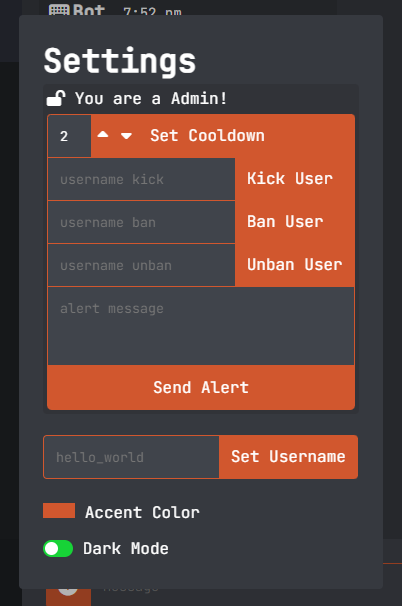 Bot 7:52 pm
Settings
You are a Admin!
2 Set Cooldown
username kick Kick User
username ban Ban User
username unban Unban User
alert message
Send Alert
hello_world Set Username
Accent Color
Dark Mode
message